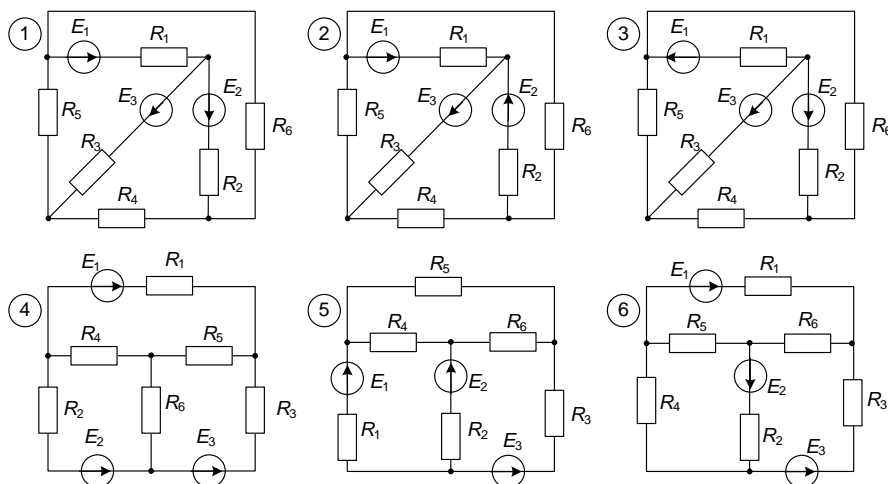 1 E1 R1 R5 E3 E2 R6 R3 R2 R4
2 E1 R1 R5 E3 E2 R6 R3 R2 R4
3 E1 R1 R5 E3 E2 R6 R3 R2 R4
4 E1 R1 R4 R5 R2 R6 R3 E2 E3
5 R5 R4 R6 E1 E2 R3 R1 R2 E3
6 E1 R1 R5 R6 E2 R4 R3 R2 E3